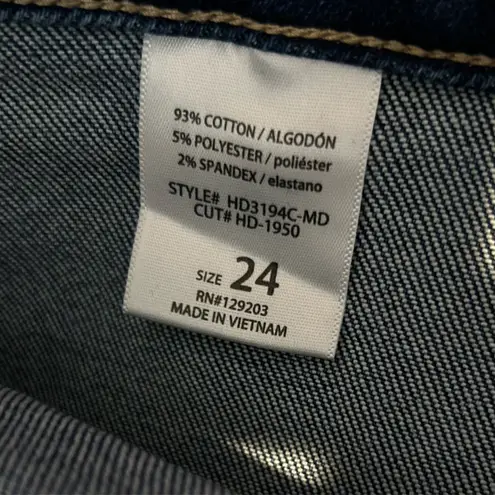 93% COTTON / ALGODÓN
5% POLYESTER / poliéster
2% SPANDEX / elastano
STYLE# HD3194C-MD
CUT# HD-1950
SIZE 24
RN#129203
MADE IN VIETNAM